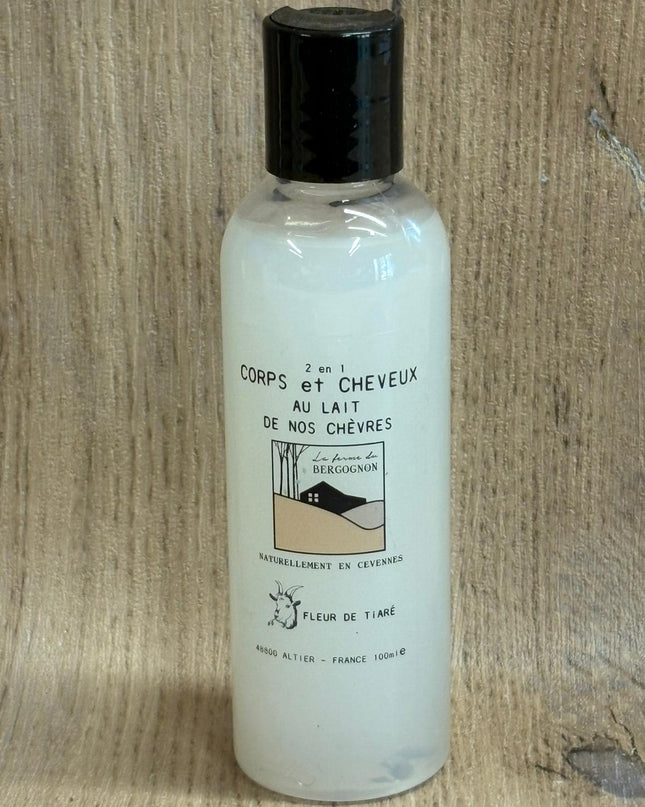 2 en 1
CORPS et CHEVEUX
AU LAIT
DE NOS CHÈVRES
La ferme du
BERGOGNON
NATURELLEMENT EN CEVENNES
FLEUR DE TiARÉ
48800 ALTIER - FRANCE 100ml℮